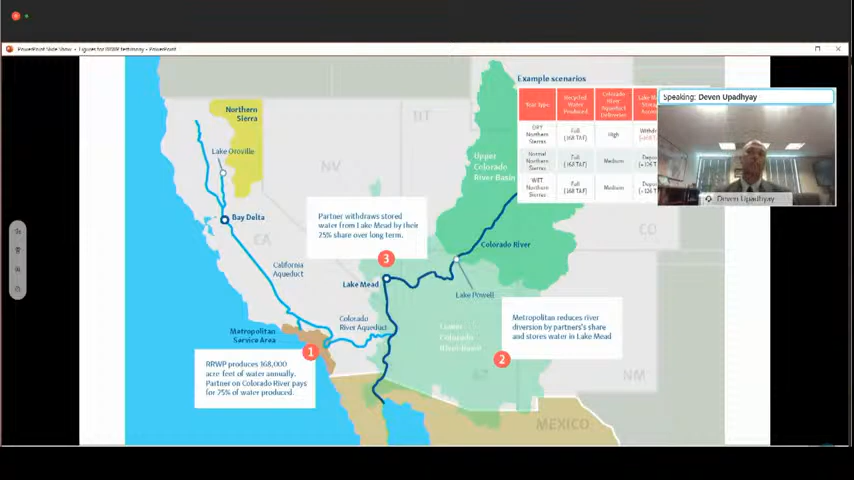 PowerPoint Slide Show - Figures for RRWP testimony - PowerPoint
Example scenarios
Speaking: Deven Upadhyay
Year Type
Recycled
Water
Produced
Colorado
River
Aqueduct
Deliveries
DRY
Northern
Sierras
Full
(168 TAF)
High
Normal
Northern
Sierras
Full
(168 TAF)
Medium
WET
Northern
Sierras
Full
(168 TAF)
Medium
Deven Upadhyay
Northern
Sierra
Lake Oroville
UT
NV
Upper
Colorado
River Basin
Bay Delta
Partner withdraws stored
water from Lake Mead by their
25% share over long term.
CA
3
Colorado River
California
Aqueduct
Lake Mead
Lake Powell
Colorado
River Aqueduct
Metropolitan
Service Area
Lower
Colorado
River Basin
Metropolitan reduces river
diversion by partners's share
and stores water in Lake Mead
1
2
RRWP produces 168,000
acre-feet of water annually.
Partner on Colorado River pays
for 25% of water produced.
AZ
NM
MEXICO